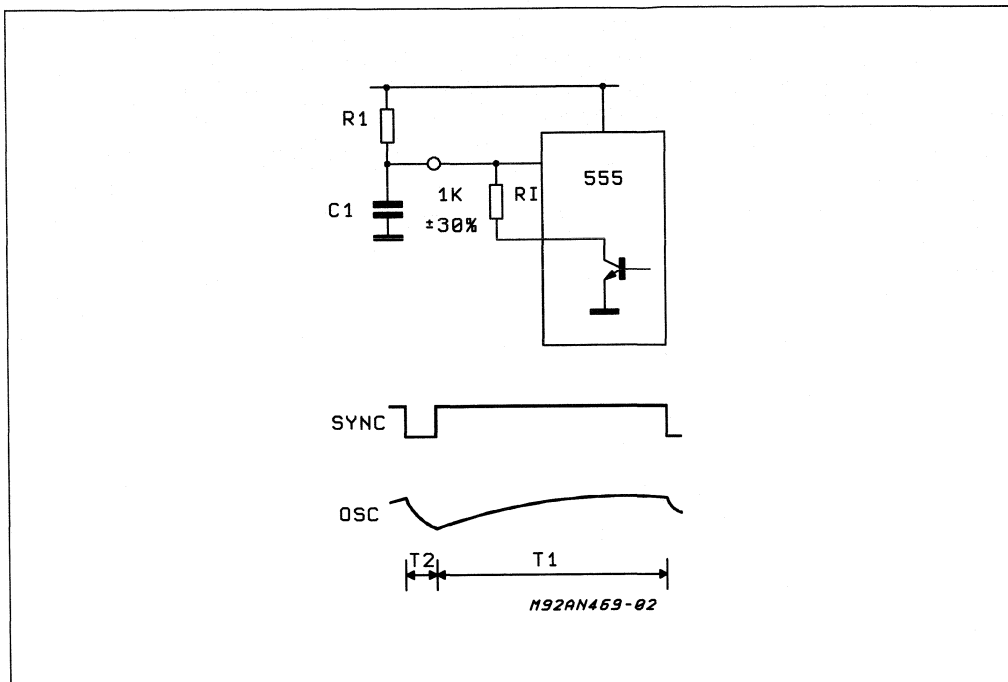 R1
555
1K
RI
C1
±30%
SYNC
OSC
T2
T1
M92AN469-02